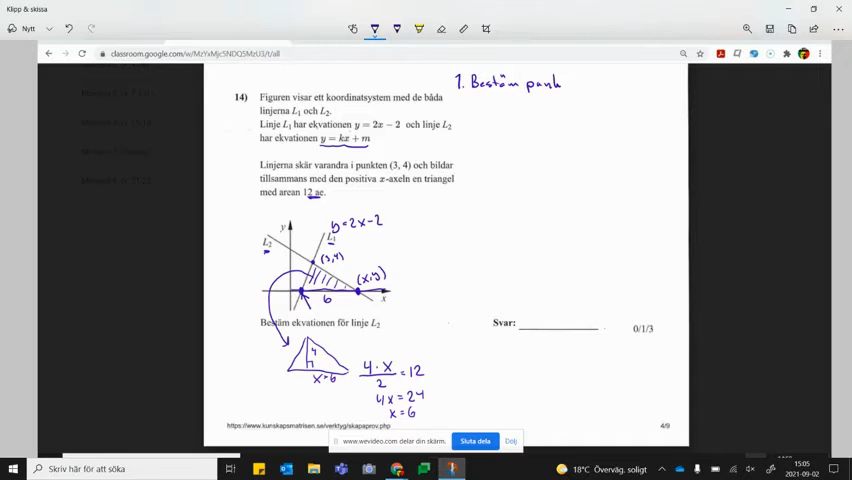 Klipp & skissa
Nytt
classroom.google.com/w/MzYxMjc5NDQ5MzU3/t/all
1. Bestäm punk
14) Figuren visar ett koordinatsystem med de båda
linjerna L₁ och L₂.
Linje L₁ har ekvationen y = 2x – 2 och linje L₂
har ekvationen y = kx + m
Linjerna skär varandra i punkten (3, 4) och bildar
tillsammans med den positiva x-axeln en triangel
med arean 12 ae.
y=2x-2
y
L₁
L₂
(3,4)
(x,y)
6
x
Bestäm ekvationen för linje L₂
Svar:
0/1/3
4
x=6
4·x/2=12
4x=24
x=6
https://www.kunskapsmatrisen.se/verktyg/skapaprov.php
4/9
www.wevideo.com delar din skärm.
Sluta dela
Dölj
Skriv här för att söka
18°C Överväg. soligt
15:05
2021-09-02